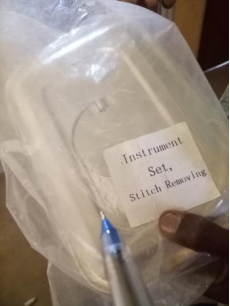 Instrument
Set,
Stitch Removing